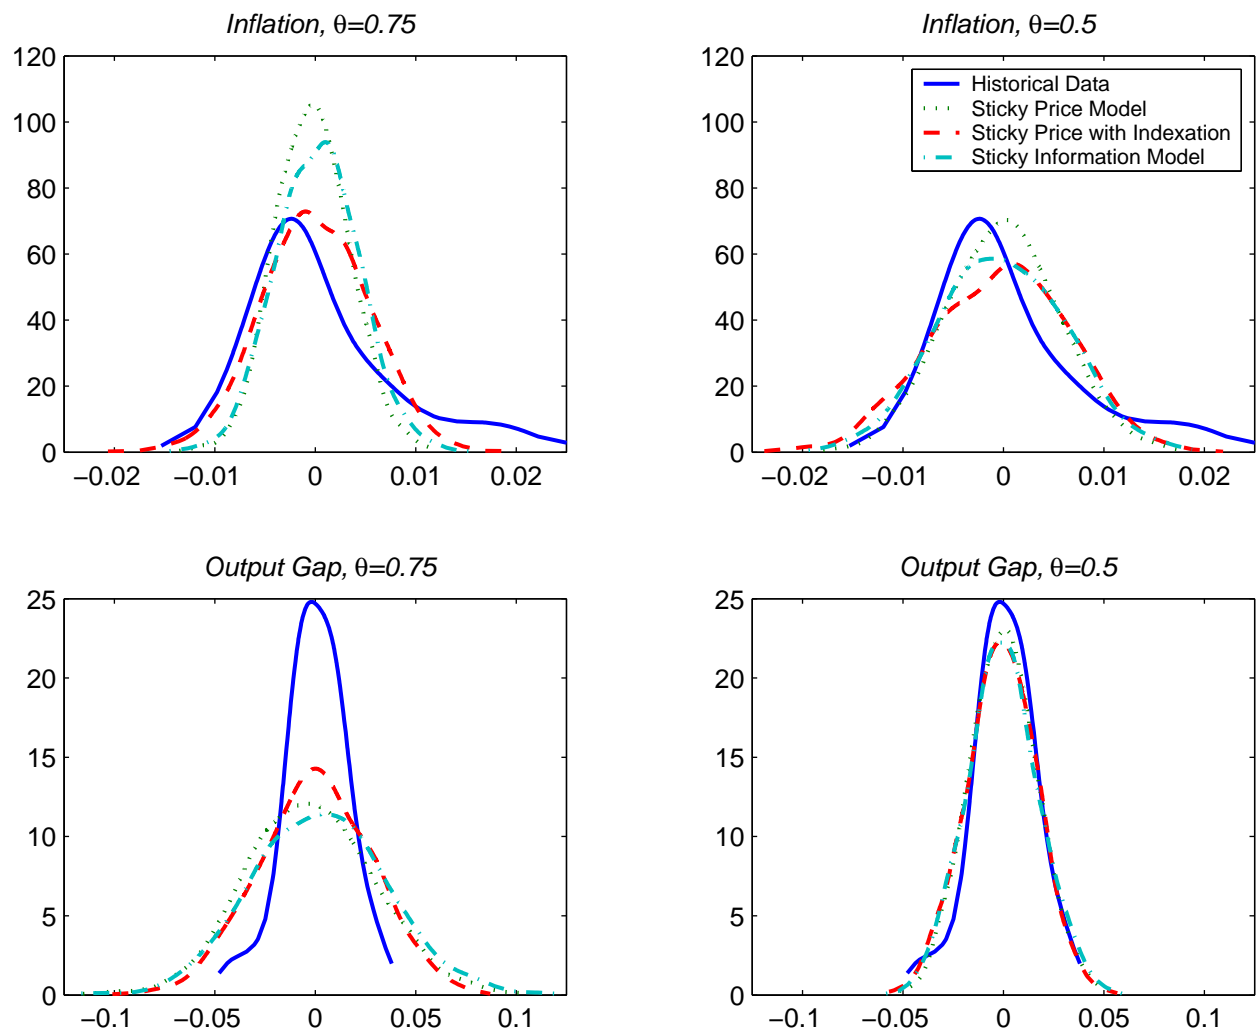 Inflation, θ=0.75
120
100
80
60
40
20
0
−0.02 −0.01 0 0.01 0.02
Inflation, θ=0.5
Historical Data
Sticky Price Model
Sticky Price with Indexation
Sticky Information Model
120
100
80
60
40
20
0
−0.02 −0.01 0 0.01 0.02
Output Gap, θ=0.75
25
20
15
10
5
0
−0.1 −0.05 0 0.05 0.1
Output Gap, θ=0.5
25
20
15
10
5
0
−0.1 −0.05 0 0.05 0.1